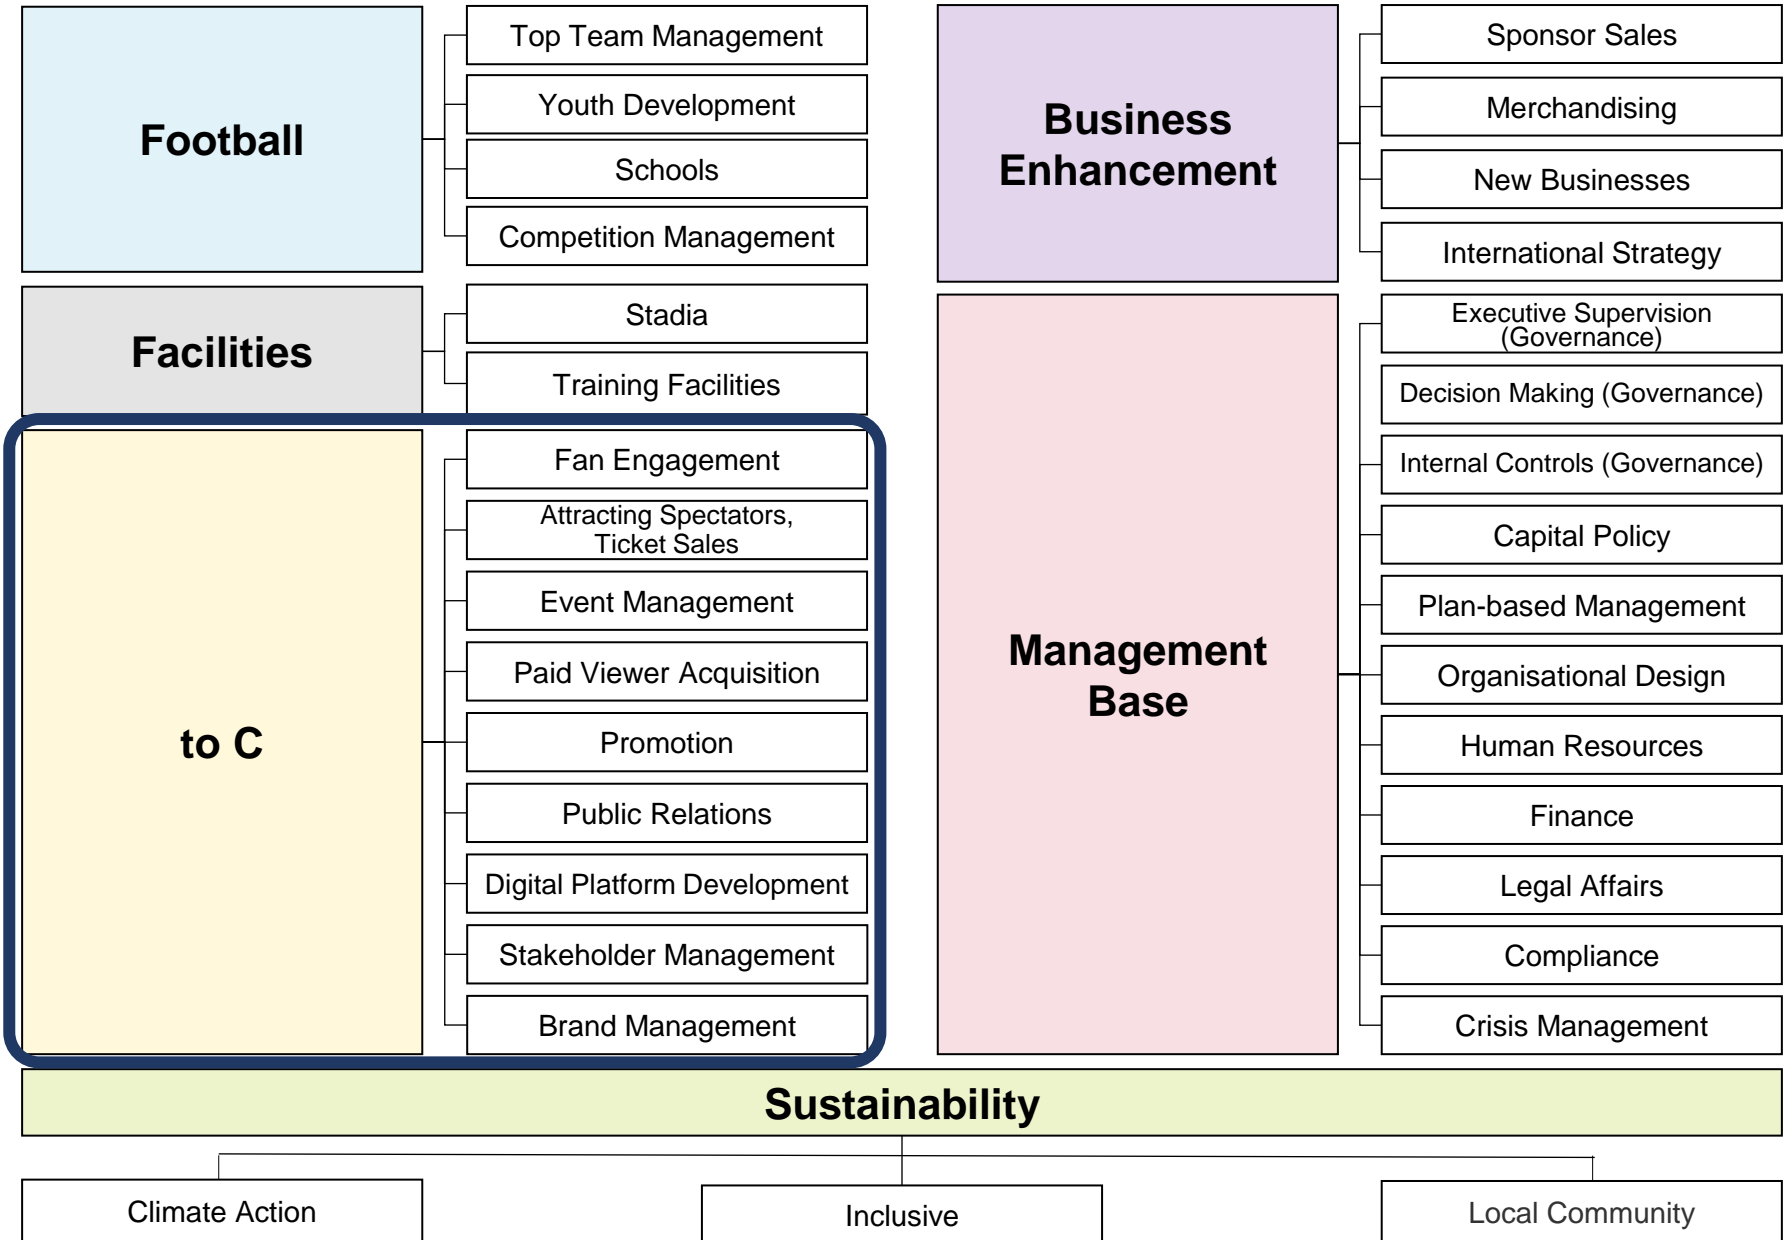 Football
Top Team Management
Youth Development
Schools
Competition Management
Facilities
Stadia
Training Facilities
to C
Fan Engagement
Attracting Spectators,
Ticket Sales
Event Management
Paid Viewer Acquisition
Promotion
Public Relations
Digital Platform Development
Stakeholder Management
Brand Management
Business
Enhancement
Sponsor Sales
Merchandising
New Businesses
International Strategy
Management
Base
Executive Supervision
(Governance)
Decision Making (Governance)
Internal Controls (Governance)
Capital Policy
Plan-based Management
Organisational Design
Human Resources
Finance
Legal Affairs
Compliance
Crisis Management
Sustainability
Climate Action
Inclusive
Local Community